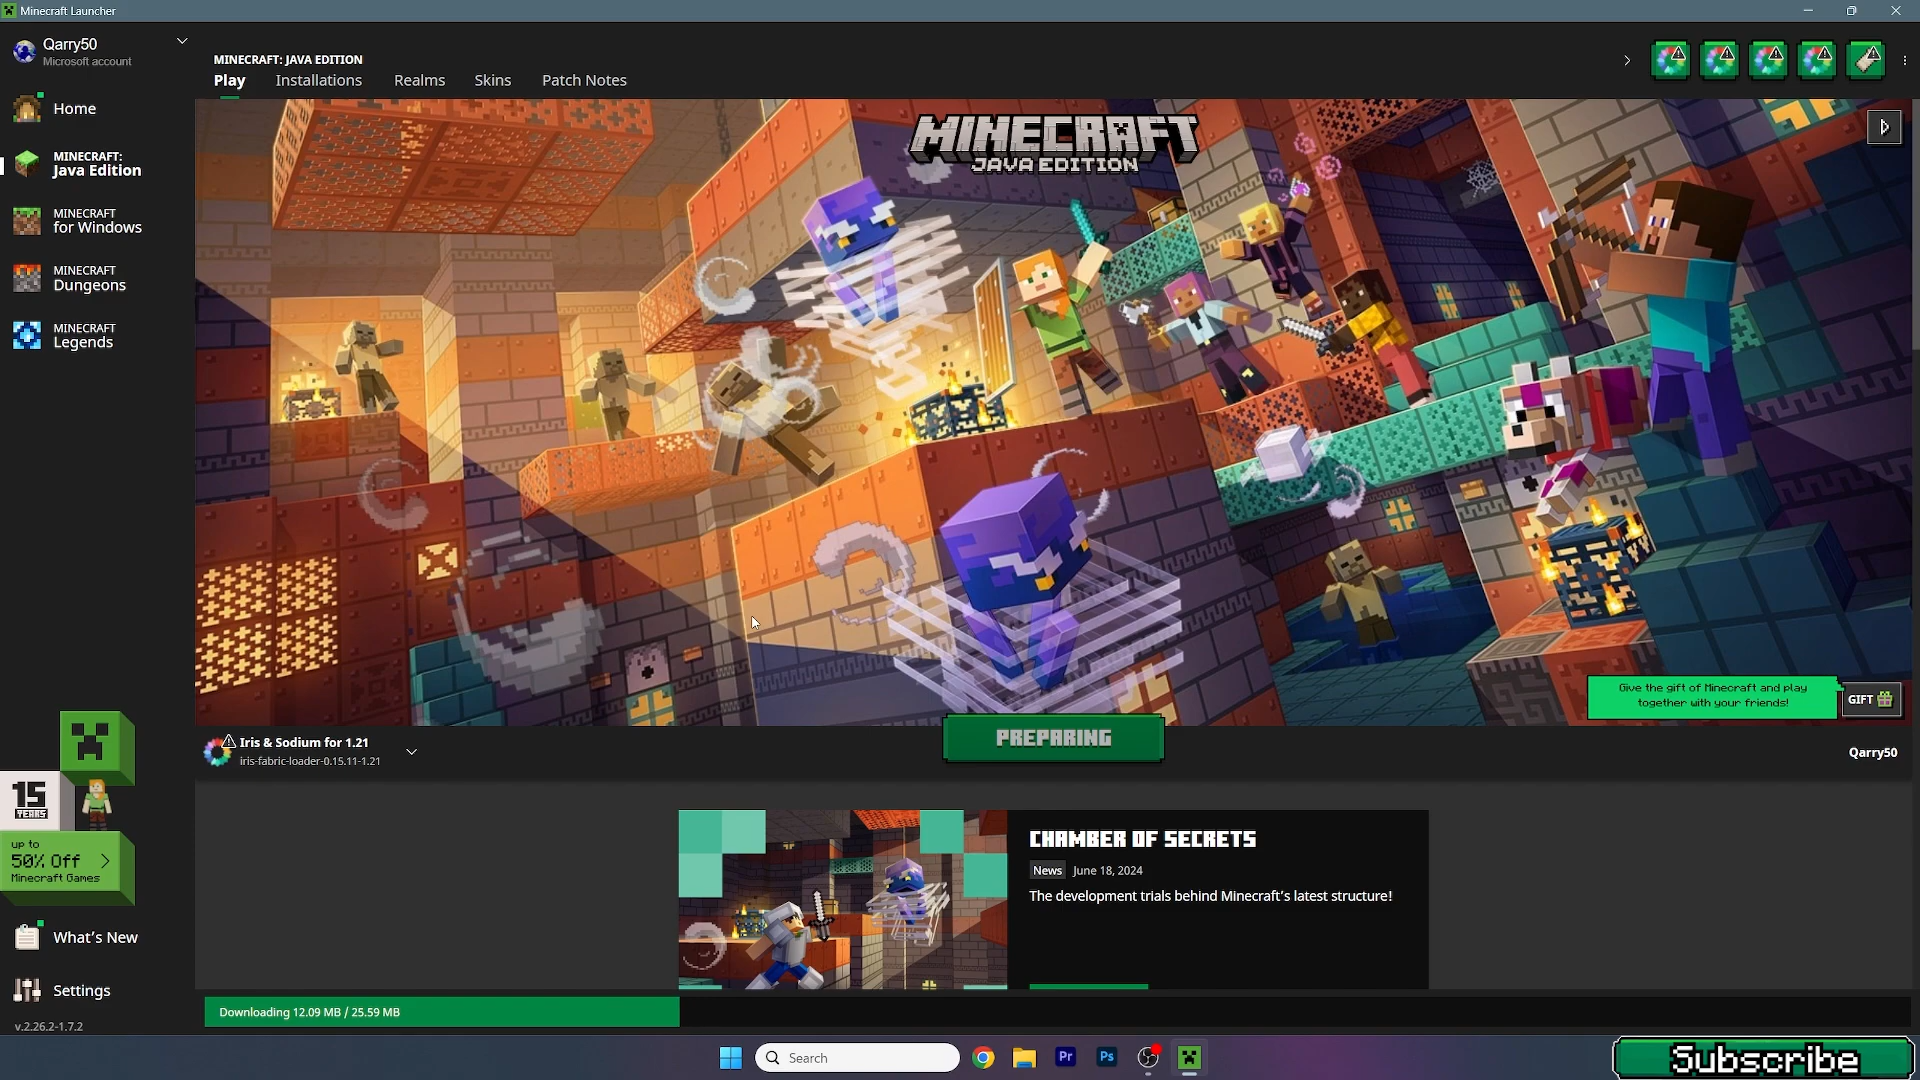 Minecraft Launcher
Qarry50
Microsoft account
Home
MINECRAFT:
Java Edition
MINECRAFT
for Windows
MINECRAFT
Dungeons
MINECRAFT
Legends
15
YEARS
up to
50% Off
Minecraft Games
What's New
Settings
v.2.26.2-1.7.2
MINECRAFT: JAVA EDITION
Play
Installations
Realms
Skins
Patch Notes
MINECRAFT
JAVA EDITION
Give the gift of Minecraft and play
together with your friends!
GIFT
Iris & Sodium for 1.21
iris-fabric-loader-0.15.11-1.21
PREPARING
Qarry50
CHAMBER OF SECRETS
News June 18, 2024
The development trials behind Minecraft's latest structure!
Downloading 12.09 MB / 25.59 MB
Search
Pr
Ps
Subscribe